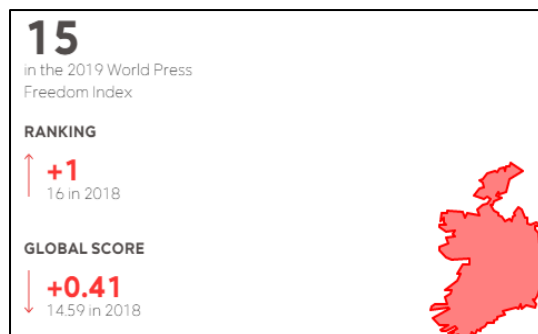 15
in the 2019 World Press
Freedom Index
RANKING
+1
16 in 2018
GLOBAL SCORE
+0.41
14.59 in 2018